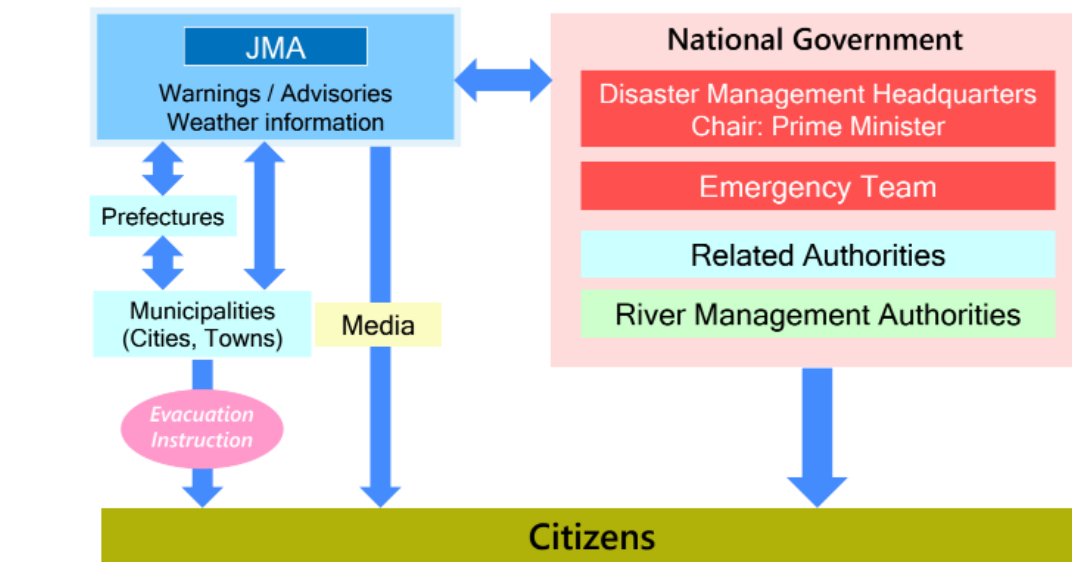 JMA
Warnings / Advisories
Weather information
National Government
Disaster Management Headquarters
Chair: Prime Minister
Emergency Team
Related Authorities
River Management Authorities
Prefectures
Municipalities
(Cities, Towns)
Media
Evacuation
Instruction
Citizens